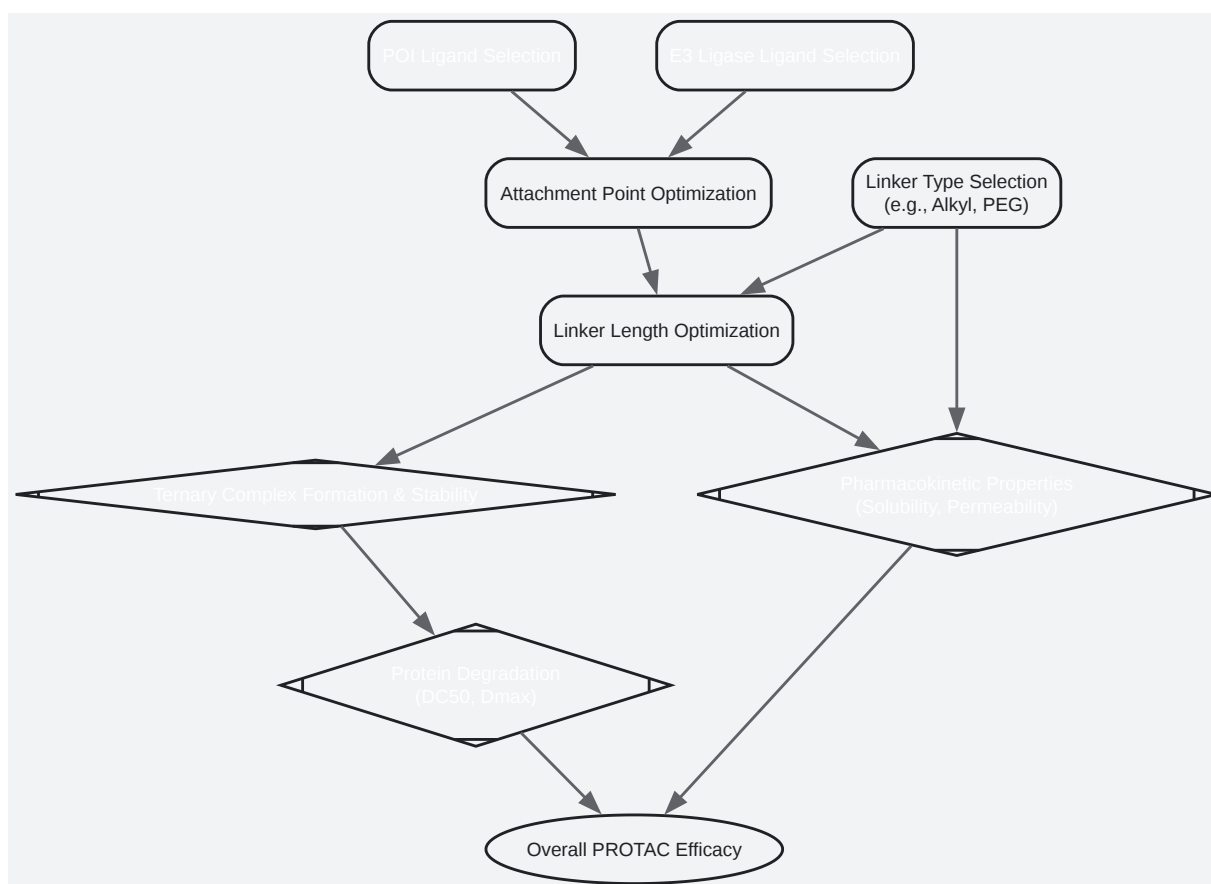 POI Ligand Selection
E3 Ligase Ligand Selection
Attachment Point Optimization
Linker Type Selection
(e.g., Alkyl, PEG)
Linker Length Optimization
Ternary Complex Formation & Stability
Pharmacokinetic Properties
(Solubility, Permeability)
Protein Degradation
(DC50, Dmax)
Overall PROTAC Efficacy